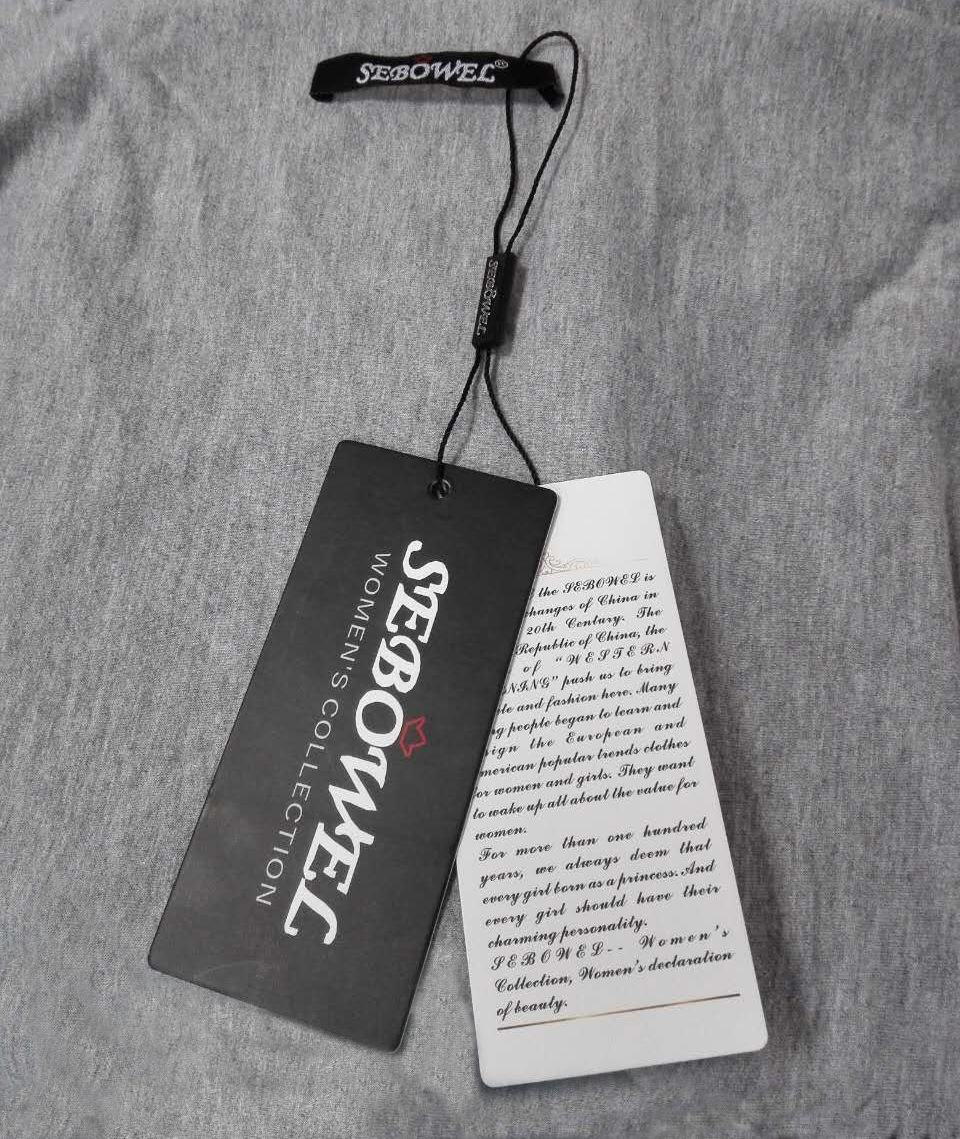 SEBOWEL®
SEBOWEL
SEBOWEL
WOMEN'S COLLECTION
the SEBOWEL is
hanges of China in
20th Century. The
Republic of China, the
of "WESTERN
NING" push us to bring
le and fashion here. Many
g people began to learn and
ign the European and
merican popular trends clothes
or women and girls. They want
to wake up all about the value for
women.
For more than one hundred
years, we always deem that
every girl born as a princess. And
every girl should have their
charming personality.
SEBOWEL-- Women's
Collection, Women's declaration
of beauty.